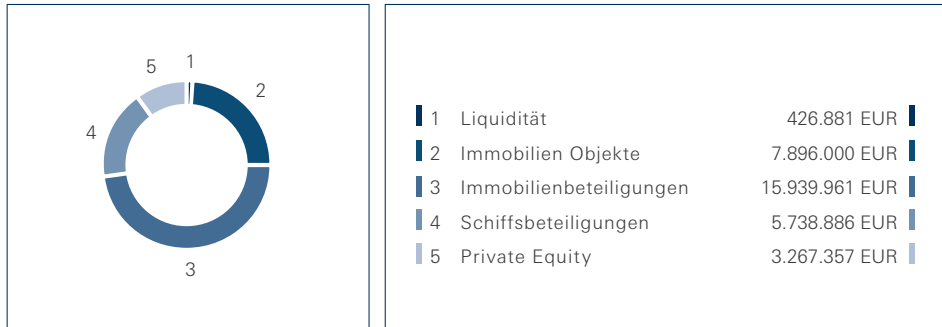 1
5
2
4
3
1 Liquidität 426.881 EUR
2 Immobilien Objekte 7.896.000 EUR
3 Immobilienbeteiligungen 15.939.961 EUR
4 Schiffsbeteiligungen 5.738.886 EUR
5 Private Equity 3.267.357 EUR